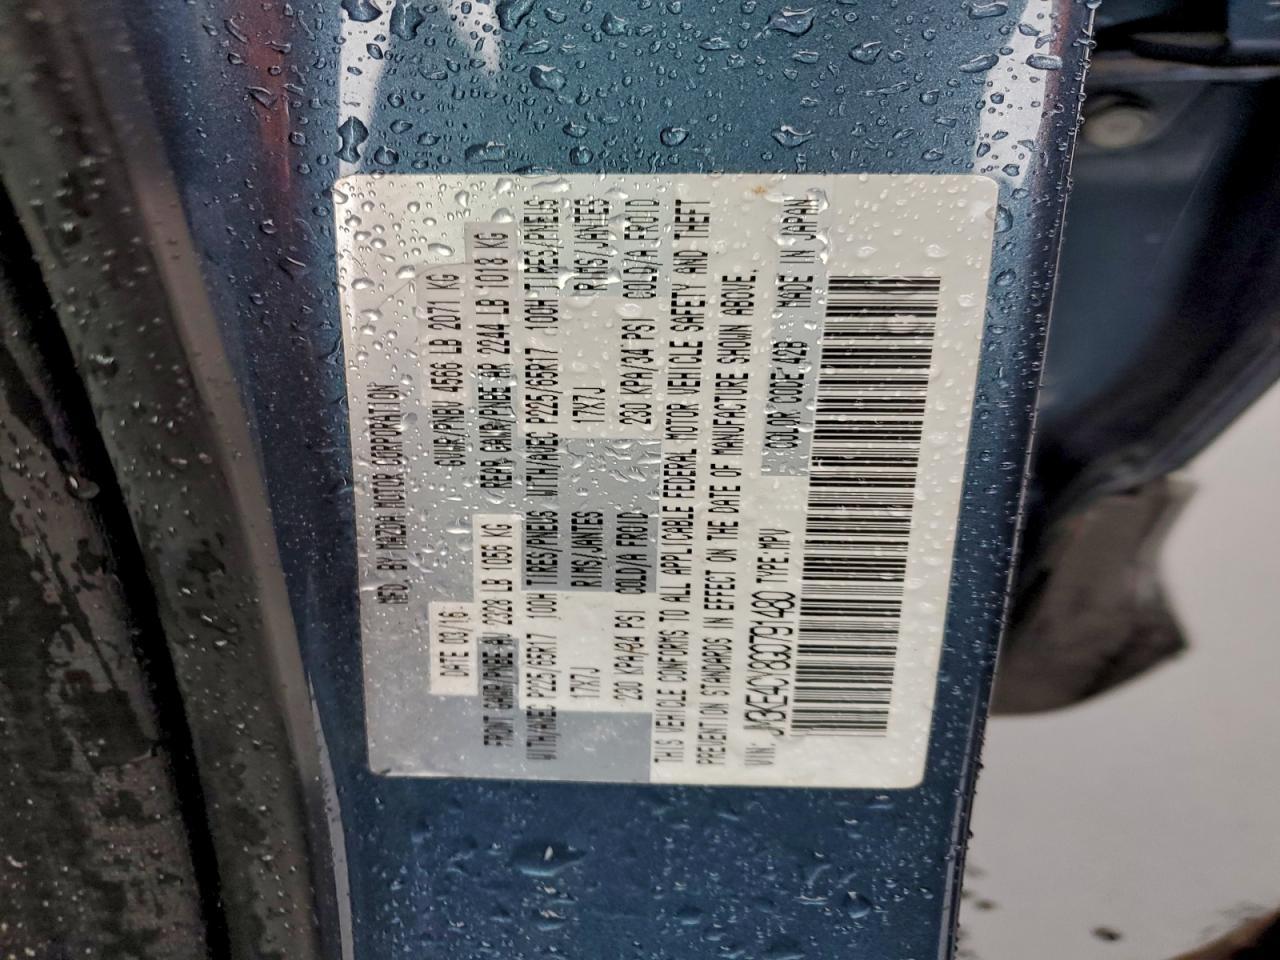 MFD. BY MAZDA MOTOR CORPORATION
DATE 03/16 GVWR/PNBV 4566 LB 2071 KG
FRONT GAWR/PNBE AV 2328 LB 1056 KG REAR GAWR/PNBE AR 2244 LB 1018 KG
WITH/AVEC P225/65R17 100H TIRES/PNEUS WITH/AVEC P225/65R17 100H TIRES/PNEUS
17X7J RIMS/JANTES 17X7J RIMS/JANTES
230 KPA/34 PSI COLD/A FROID 230 KPA/34 PSI COLD/A FROID
THIS VEHICLE CONFORMS TO ALL APPLICABLE FEDERAL MOTOR VEHICLE SAFETY AND THEFT
PREVENTION STANDARDS IN EFFECT ON THE DATE OF MANUFACTURE SHOWN ABOVE.
VIN: JM3KE4CY8G0791480 TYPE:MPV COLOR CODE:42B MADE IN JAPAN